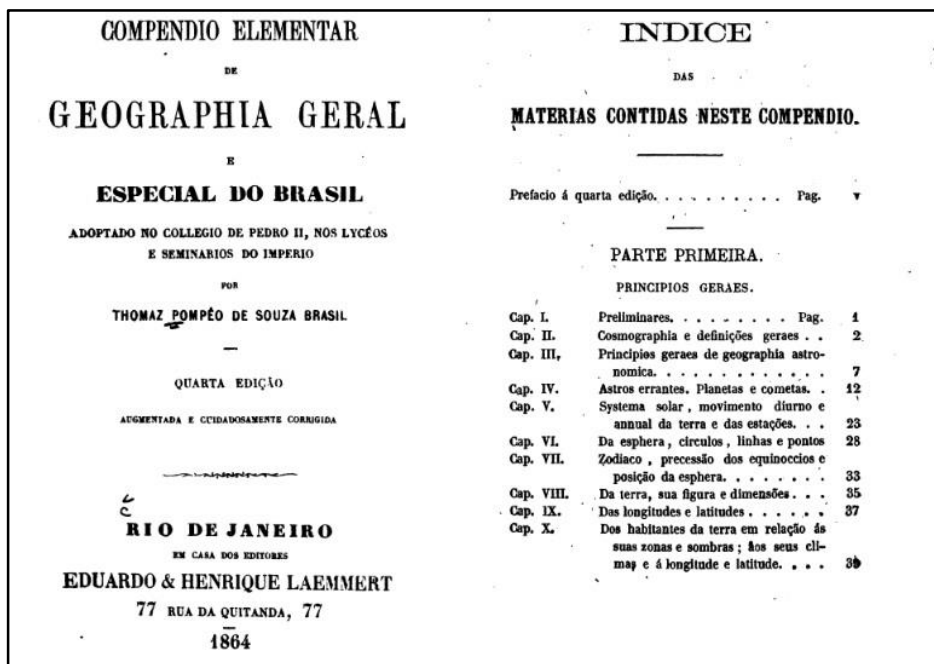 COMPENDIO ELEMENTAR
DE
GEOGRAPHIA GERAL
E
ESPECIAL DO BRASIL
ADOPTADO NO COLLEGIO DE PEDRO II, NOS LYCÉOS
E SEMINARIOS DO IMPERIO
POR
THOMAZ POMPÊO DE SOUZA BRASIL
QUARTA EDIÇÃO
AUGMENTADA E CUIDADOSAMENTE CORRIGIDA
RIO DE JANEIRO
EM CASA DOS EDITORES
EDUARDO & HENRIQUE LAEMMERT
77 RUA DA QUITANDA, 77
1864
INDICE
DAS
MATERIAS CONTIDAS NESTE COMPENDIO.
Prefacio á quarta edição. . . . . . . . . . Pag. v
PARTE PRIMEIRA.
PRINCIPIOS GERAES.
Cap. I. Preliminares. . . . . . . . . Pag. 1
Cap. II. Cosmographia e definições geraes . . 2
Cap. III, Principios geraes de geographia astro-
nomica. . . . . . . . . . . . . 7
Cap. IV. Astros errantes. Planetas e cometas. . 12
Cap. V. Systema solar, movimento diurno e
annual da terra e das estações. . . 23
Cap. VI. Da esphera, circulos, linhas e pontos 28
Cap. VII. Zodiaco, precessão dos equinoccios e
posição da esphera. . . . . . . . 33
Cap. VIII. Da terra, sua figura e dimensões. . . 35
Cap. IX. Das longitudes e latitudes . . . . . . 37
Cap. X. Dos habitantes da terra em relação ás
suas zonas e sombras; aos seus cli-
mas e á longitude e latitude. . . .